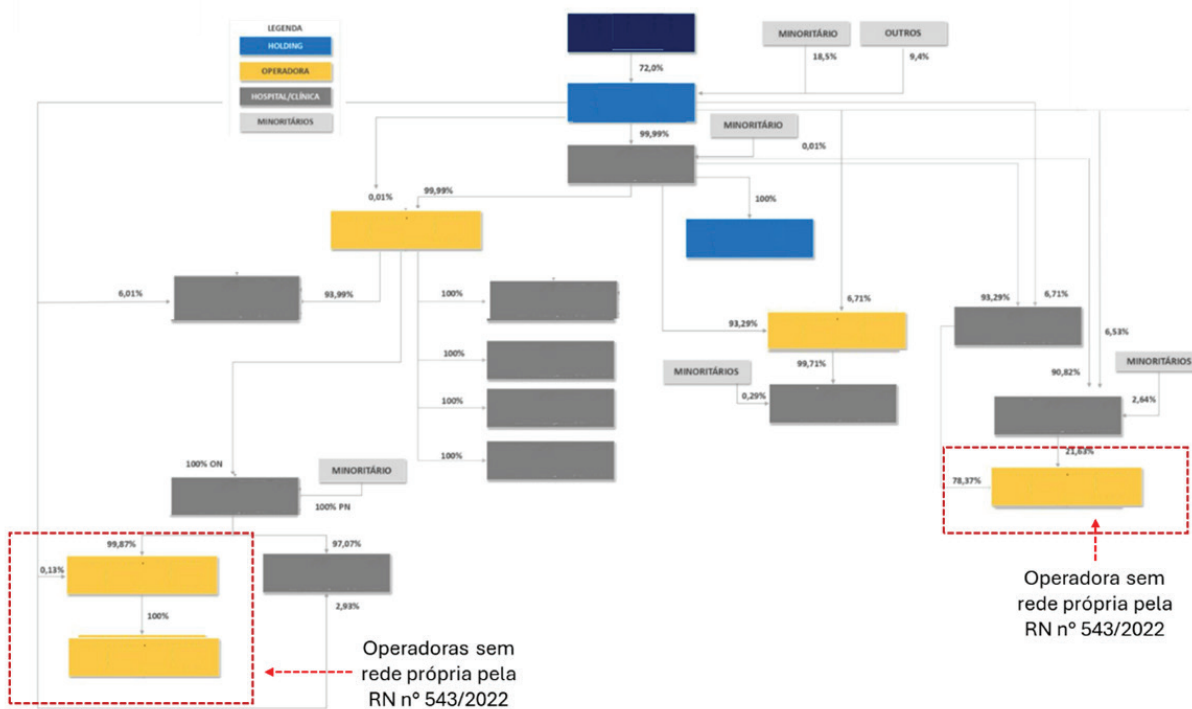 LEGENDA
HOLDING
OPERADORA
HOSPITAL/CLÍNICA
MINORITÁRIOS
MINORITÁRIO
OUTROS
72,0%
18,5%
9,4%
99,99%
MINORITÁRIO
0,01%
0,01%
99,99%
100%
6,01%
93,99%
100%
93,29%
6,71%
93,29%
6,71%
6,53%
100%
99,71%
MINORITÁRIOS
MINORITÁRIOS
0,29%
90,82%
2,64%
100%
100%
100% ON
MINORITÁRIO
21,63%
100% PN
78,37%
99,87%
97,07%
0,13%
100%
2,93%
Operadora sem
rede própria pela
RN nº 543/2022
Operadoras sem
rede própria pela
RN nº 543/2022